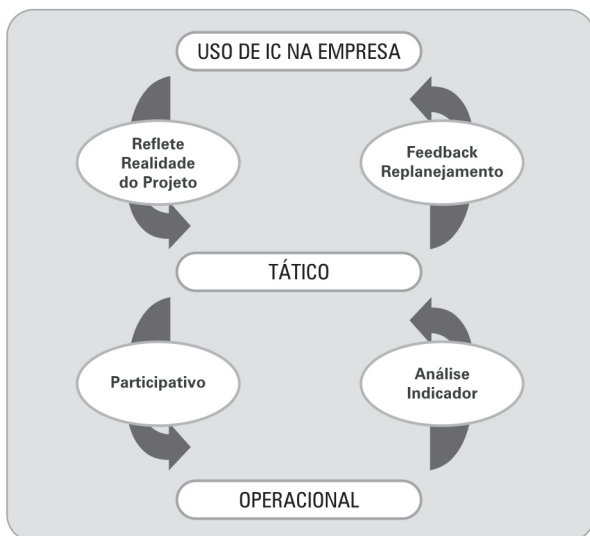 USO DE IC NA EMPRESA
Reflete
Realidade
do Projeto
Feedback
Replanejamento
TÁTICO
Participativo
Análise
Indicador
OPERACIONAL